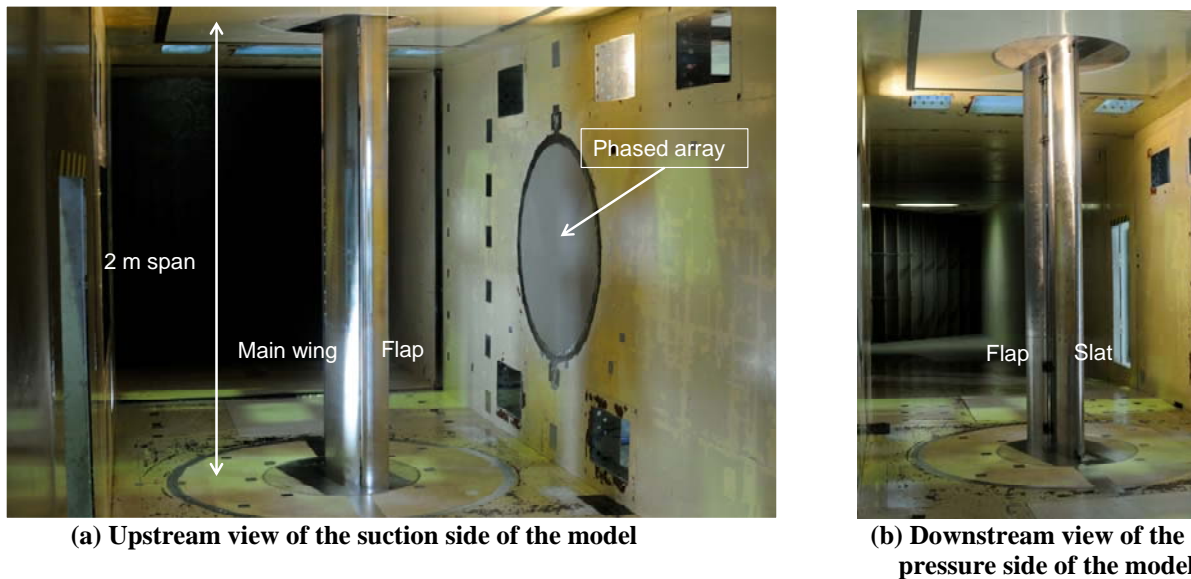 Phased array
2 m span
Main wing
Flap
Flap
Slat
(a) Upstream view of the suction side of the model
(b) Downstream view of the
pressure side of the model